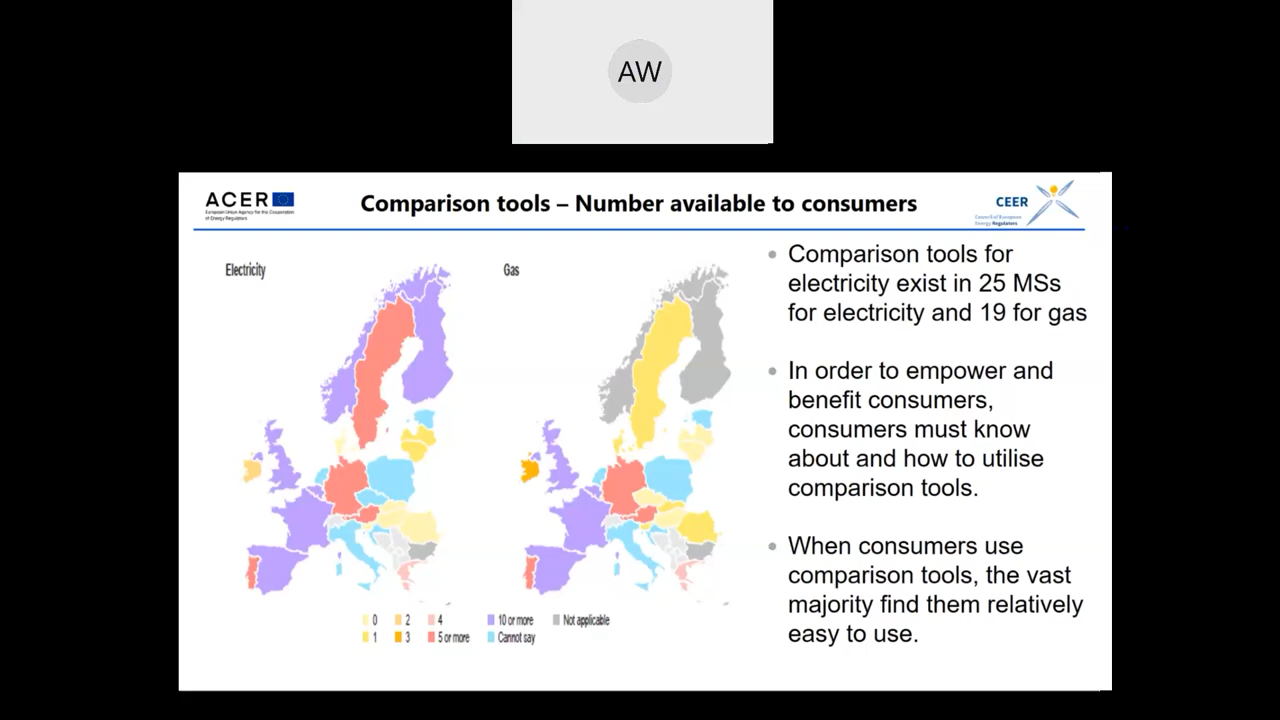 AW
ACER
European Union Agency for the Cooperation
of Energy Regulators
Comparison tools – Number available to consumers
CEER
Council of European
Energy Regulators
Electricity
Gas
0
2
4
10 or more
Not applicable
1
3
5 or more
Cannot say
Comparison tools for
electricity exist in 25 MSs
for electricity and 19 for gas
In order to empower and
benefit consumers,
consumers must know
about and how to utilise
comparison tools.
When consumers use
comparison tools, the vast
majority find them relatively
easy to use.